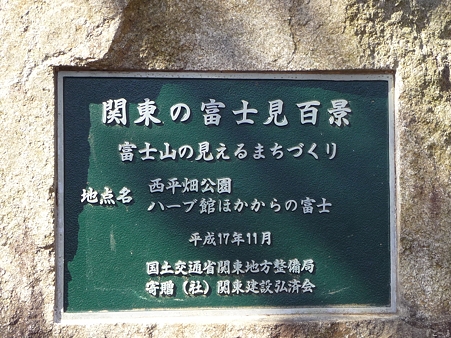 関東の富士見百景
富士山の見えるまちづくり
地点名 西平畑公園
ハーブ館ほかからの富士
平成17年11月
国土交通省関東地方整備局
寄贈（社）関東建設弘済会